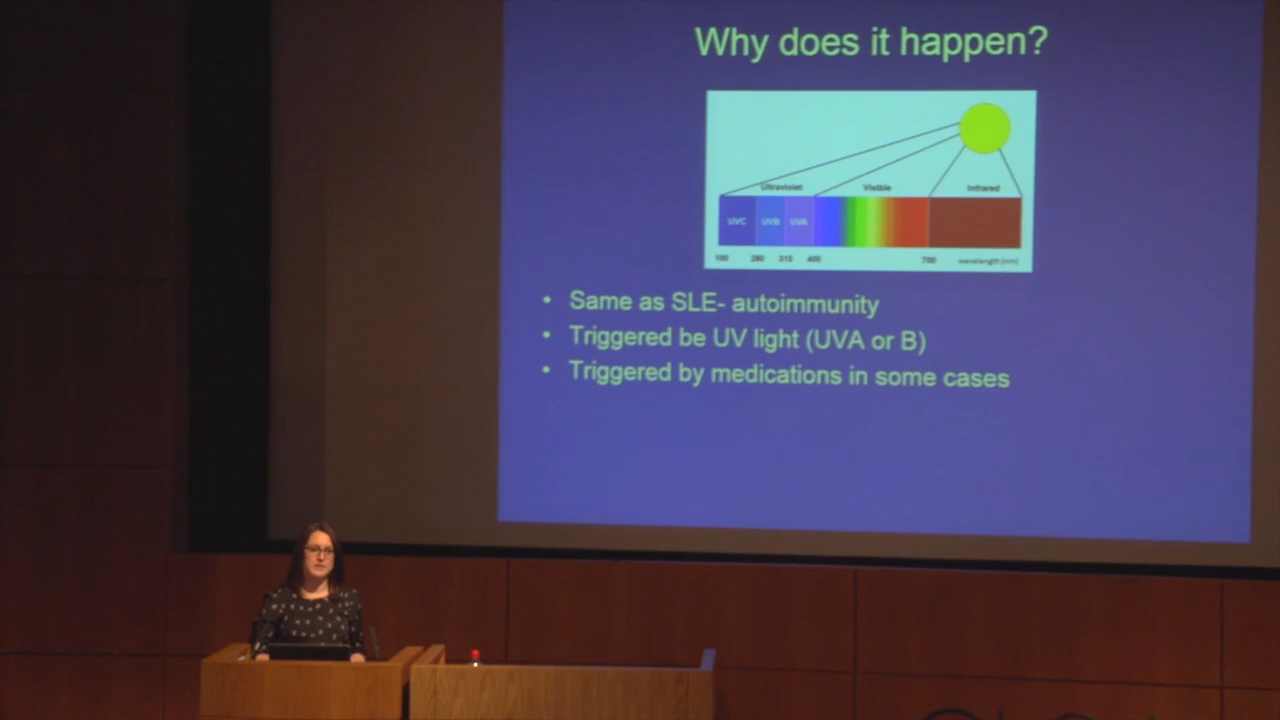 Why does it happen?
Ultraviolet Visible Infrared
UVC UVB UVA
100 280 315 400 700 wavelength (nm)
• Same as SLE- autoimmunity
• Triggered be UV light (UVA or B)
• Triggered by medications in some cases